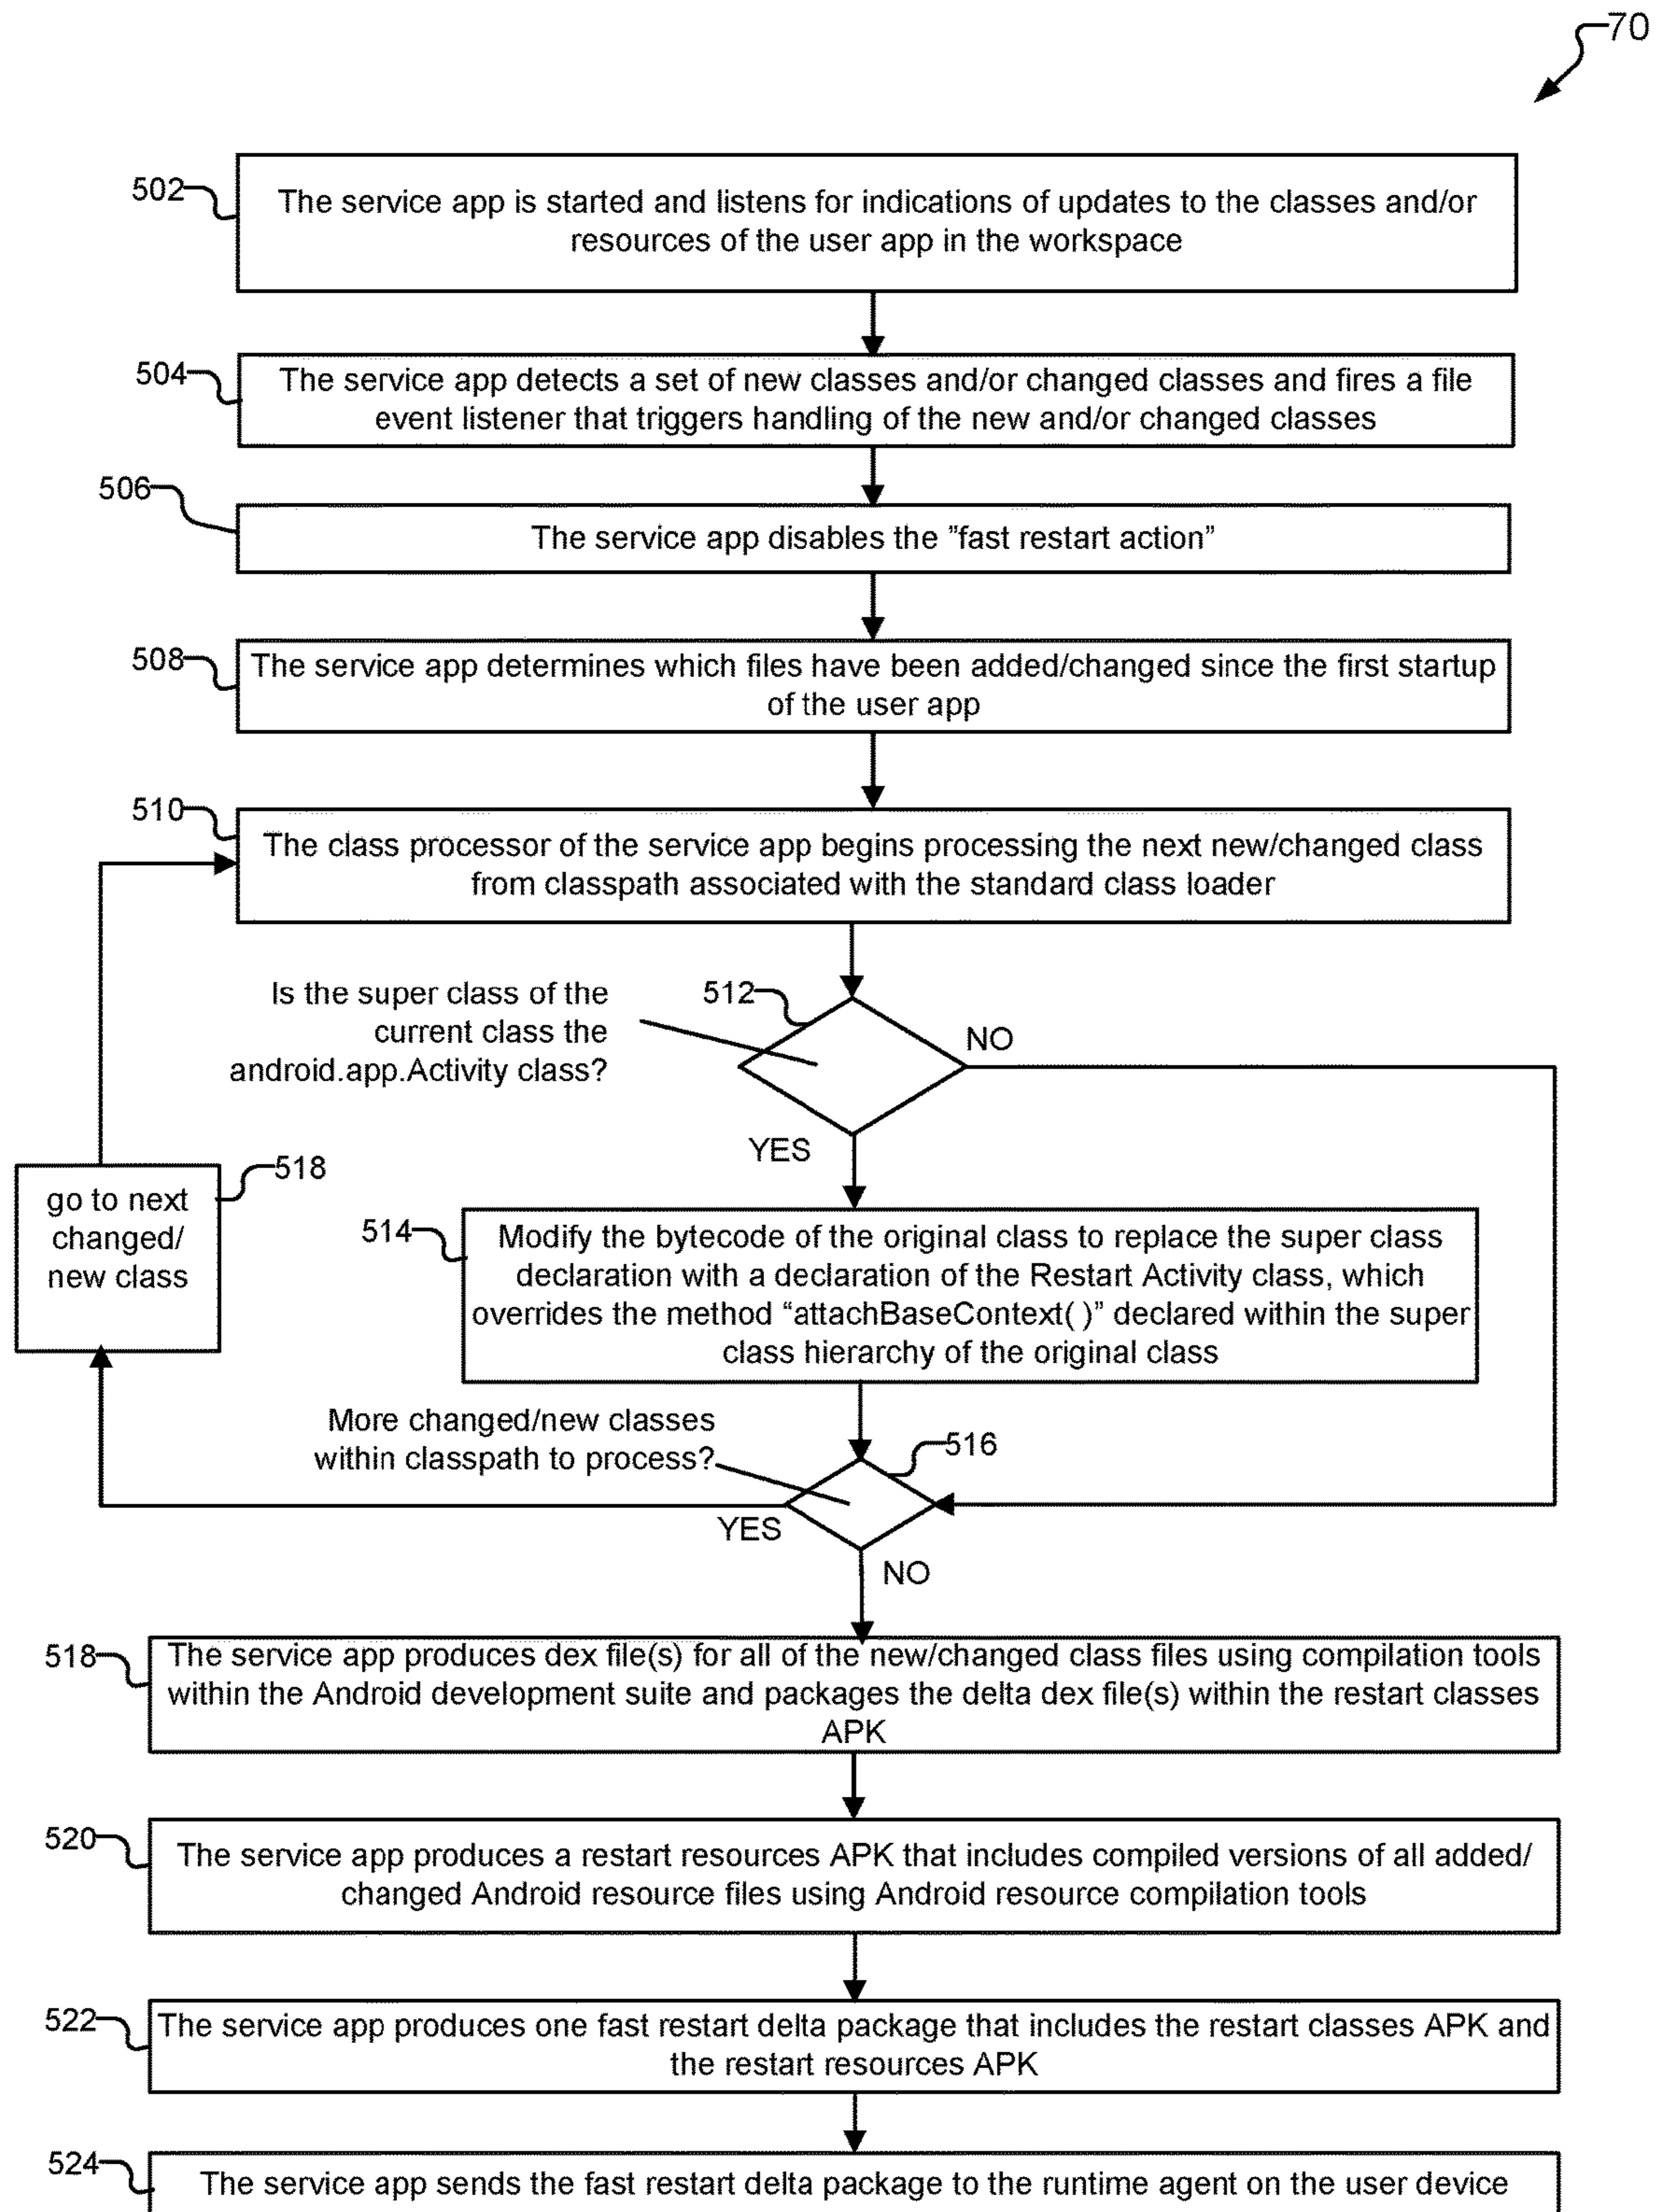 70
502
The service app is started and listens for indications of updates to the classes and/or
resources of the user app in the workspace
504
The service app detects a set of new classes and/or changed classes and fires a file
event listener that triggers handling of the new and/or changed classes
506
The service app disables the ”fast restart action”
508
The service app determines which files have been added/changed since the first startup
of the user app
510
The class processor of the service app begins processing the next new/changed class
from classpath associated with the standard class loader
Is the super class of the
current class the
android.app.Activity class?
512
NO
YES
518
go to next
changed/
new class
514
Modify the bytecode of the original class to replace the super class
declaration with a declaration of the Restart Activity class, which
overrides the method “attachBaseContext( )” declared within the super
class hierarchy of the original class
More changed/new classes
within classpath to process?
516
YES
NO
518
The service app produces dex file(s) for all of the new/changed class files using compilation tools
within the Android development suite and packages the delta dex file(s) within the restart classes
APK
520
The service app produces a restart resources APK that includes compiled versions of all added/
changed Android resource files using Android resource compilation tools
522
The service app produces one fast restart delta package that includes the restart classes APK and
the restart resources APK
524
The service app sends the fast restart delta package to the runtime agent on the user device